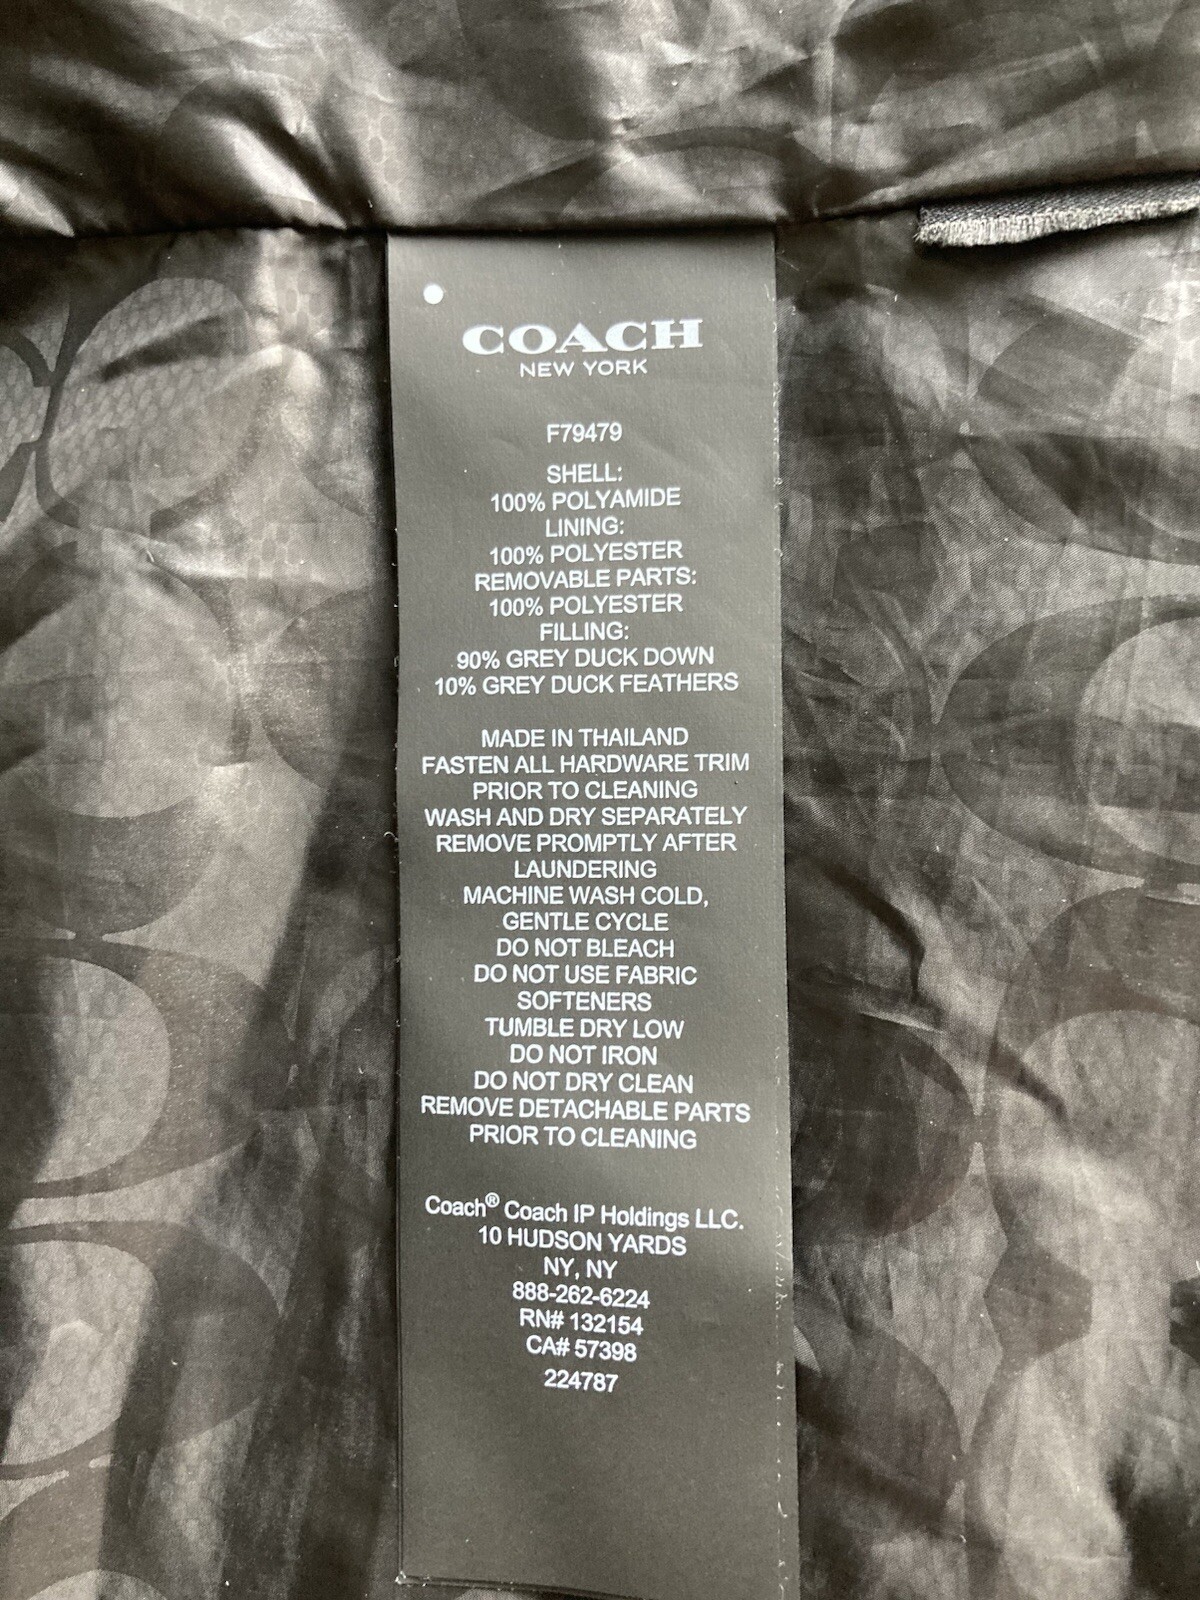 COACH
NEW YORK
F79479
SHELL:
100% POLYAMIDE
LINING:
100% POLYESTER
REMOVABLE PARTS:
100% POLYESTER
FILLING:
90% GREY DUCK DOWN
10% GREY DUCK FEATHERS
MADE IN THAILAND
FASTEN ALL HARDWARE TRIM
PRIOR TO CLEANING
WASH AND DRY SEPARATELY
REMOVE PROMPTLY AFTER
LAUNDERING
MACHINE WASH COLD,
GENTLE CYCLE
DO NOT BLEACH
DO NOT USE FABRIC
SOFTENERS
TUMBLE DRY LOW
DO NOT IRON
DO NOT DRY CLEAN
REMOVE DETACHABLE PARTS
PRIOR TO CLEANING
Coach® Coach IP Holdings LLC.
10 HUDSON YARDS
NY, NY
888-262-6224
RN# 132154
CA# 57398
224787